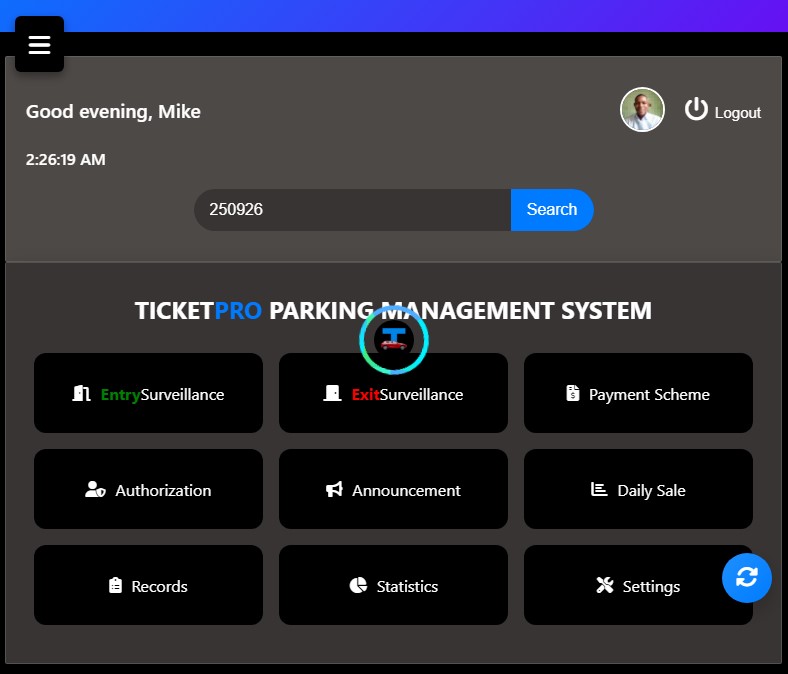 Good evening, Mike
Logout
2:26:19 AM
250926
Search
TICKETPRO PARKING MANAGEMENT SYSTEM
T
EntrySurveillance
ExitSurveillance
Payment Scheme
Authorization
Announcement
Daily Sale
Records
Statistics
Settings